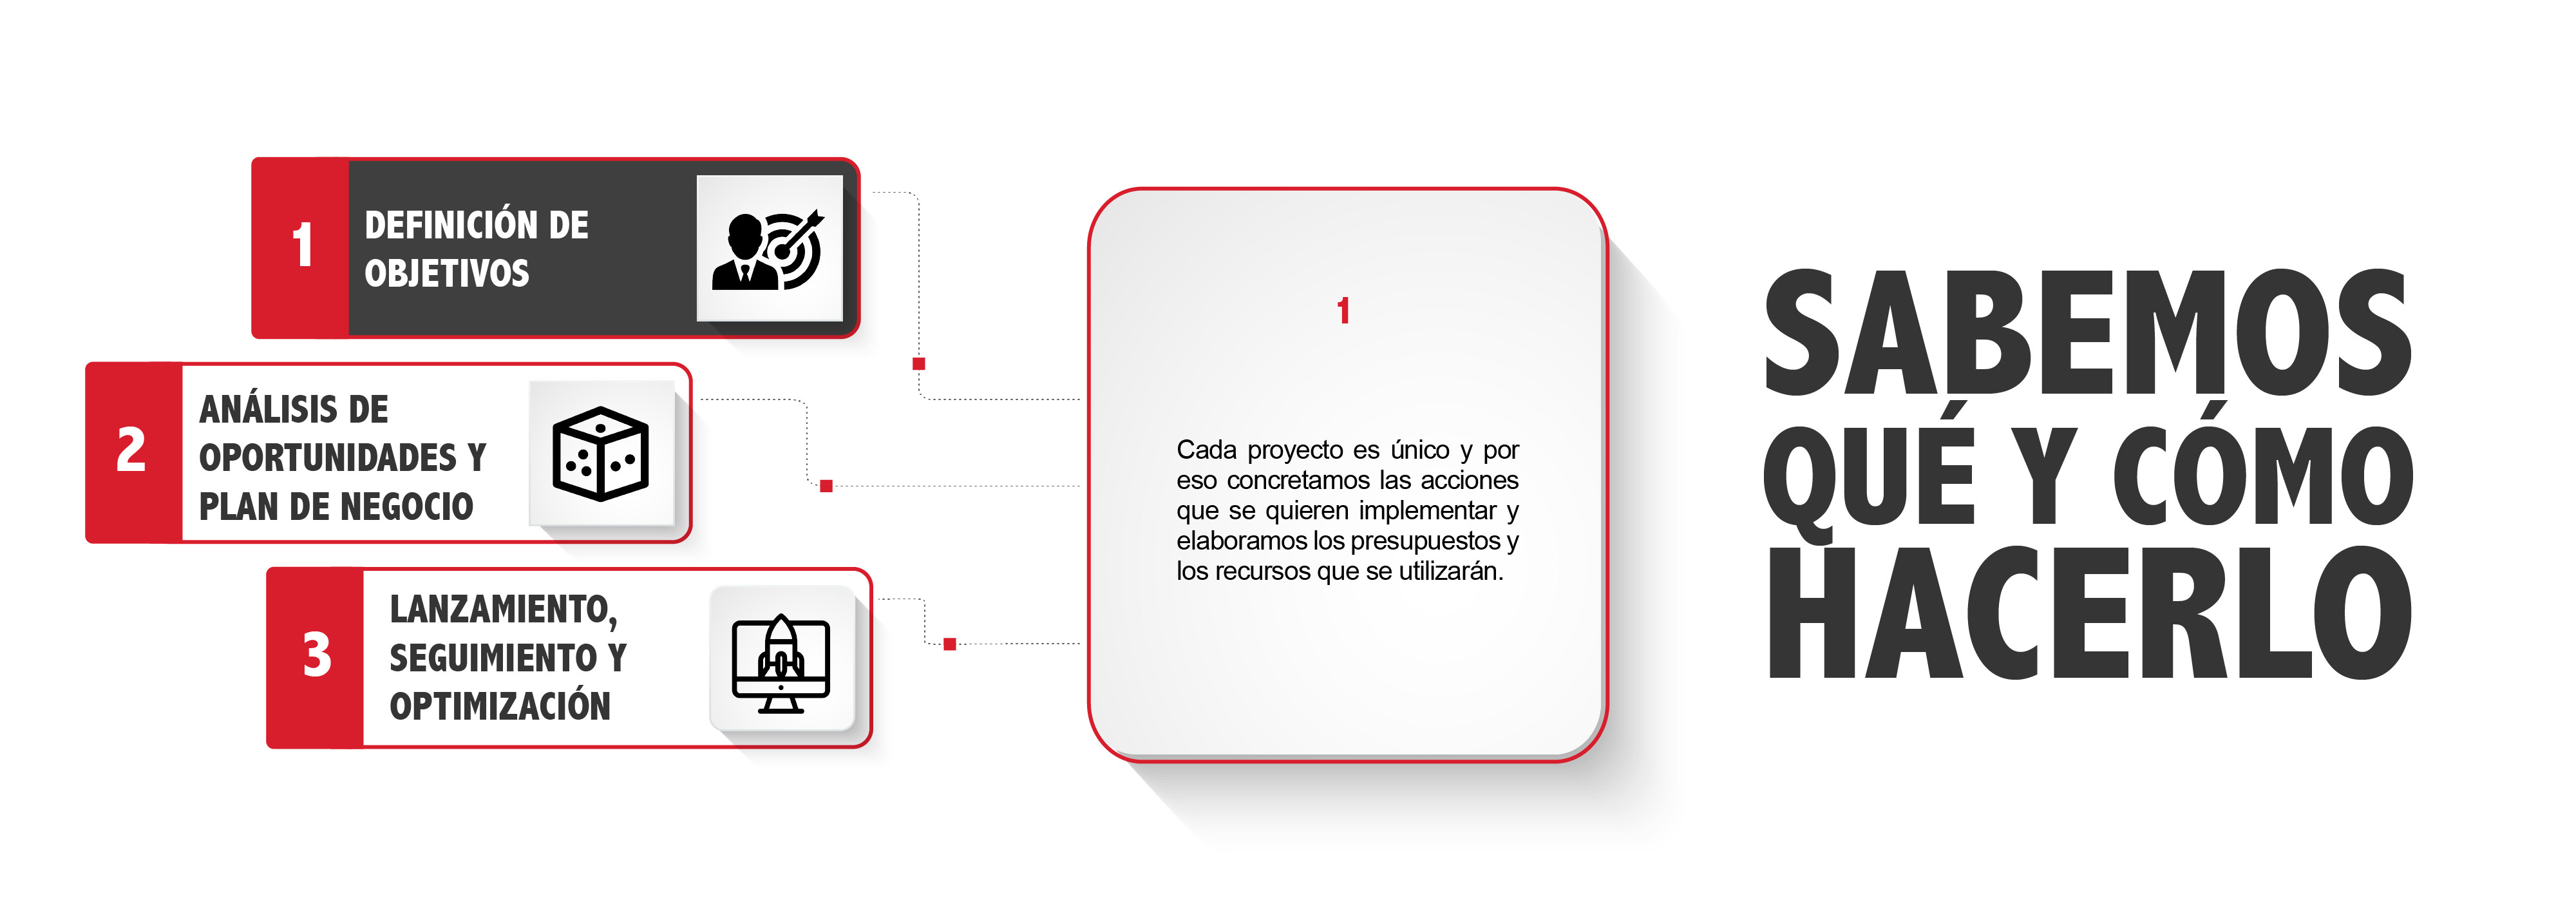 1
DEFINICIÓN DE
OBJETIVOS
2
ANÁLISIS DE
OPORTUNIDADES Y
PLAN DE NEGOCIO
3
LANZAMIENTO,
SEGUIMIENTO Y
OPTIMIZACIÓN
1
Cada proyecto es único y por
eso concretamos las acciones
que se quieren implementar y
elaboramos los presupuestos y
los recursos que se utilizarán.
SABEMOS
QUÉ Y CÓMO
HACERLO